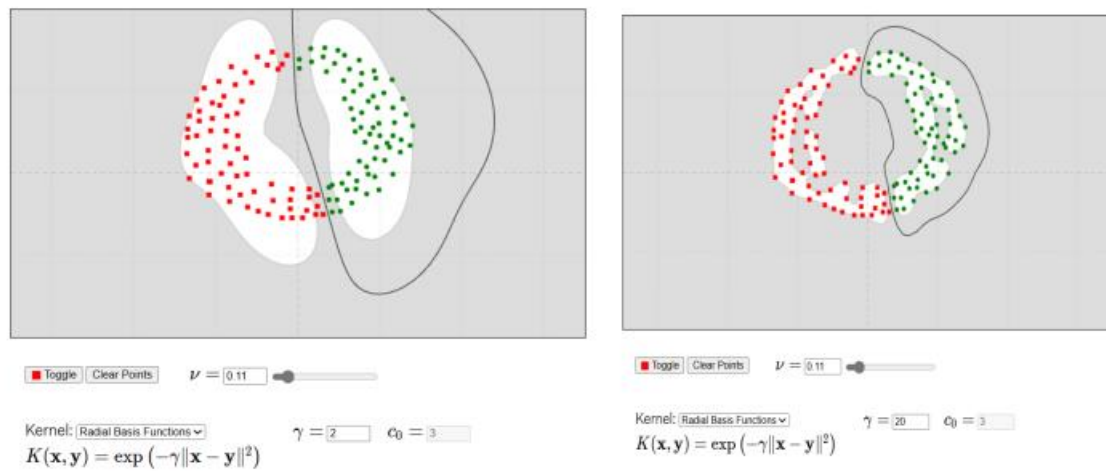 Toggle Clear Points ν = 0.11
Kernel: Radial Basis Functions γ = 2 c₀ = 3
K(x, y) = exp (−γ‖x − y‖²)
Toggle Clear Points ν = 0.11
Kernel: Radial Basis Functions γ = 20 c₀ = 3
K(x, y) = exp (−γ‖x − y‖²)